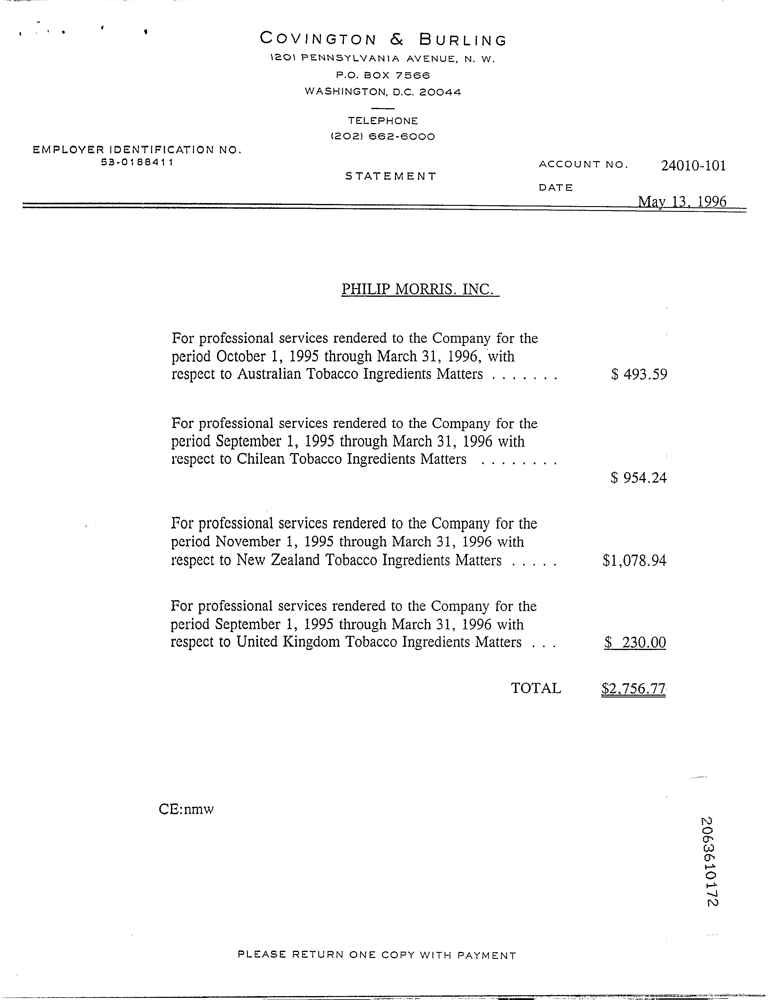 COVINGTON & BURLING
1201 PENNSYLVANIA AVENUE, N. W.
P.O. BOX 7566
WASHINGTON, D.C. 20044
TELEPHONE
(202) 662-6000
EMPLOYER IDENTIFICATION NO.
53-0188411
STATEMENT
ACCOUNT NO. 24010-101
DATE
May 13, 1996
PHILIP MORRIS. INC.
For professional services rendered to the Company for the
period October 1, 1995 through March 31, 1996, with
respect to Australian Tobacco Ingredients Matters . . . . . . . $ 493.59
For professional services rendered to the Company for the
period September 1, 1995 through March 31, 1996 with
respect to Chilean Tobacco Ingredients Matters . . . . . . . .
$ 954.24
For professional services rendered to the Company for the
period November 1, 1995 through March 31, 1996 with
respect to New Zealand Tobacco Ingredients Matters . . . . . $1,078.94
For professional services rendered to the Company for the
period September 1, 1995 through March 31, 1996 with
respect to United Kingdom Tobacco Ingredients Matters . . . $ 230.00
TOTAL $2,756.77
CE:nmw
2063610172
PLEASE RETURN ONE COPY WITH PAYMENT